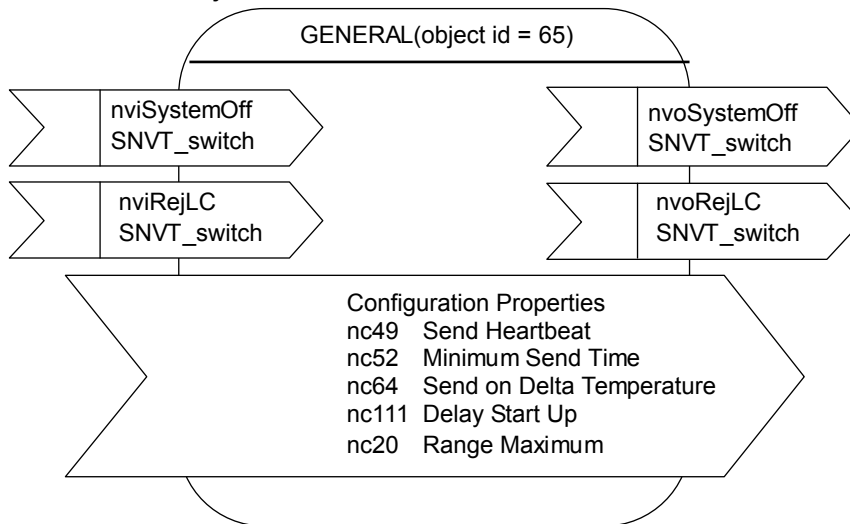 GENERAL(object id = 65)
nviSystemOff
SNVT_switch
nvoSystemOff
SNVT_switch
nviRejLC
SNVT_switch
nvoRejLC
SNVT_switch
Configuration Properties
nc49 Send Heartbeat
nc52 Minimum Send Time
nc64 Send on Delta Temperature
nc111 Delay Start Up
nc20 Range Maximum